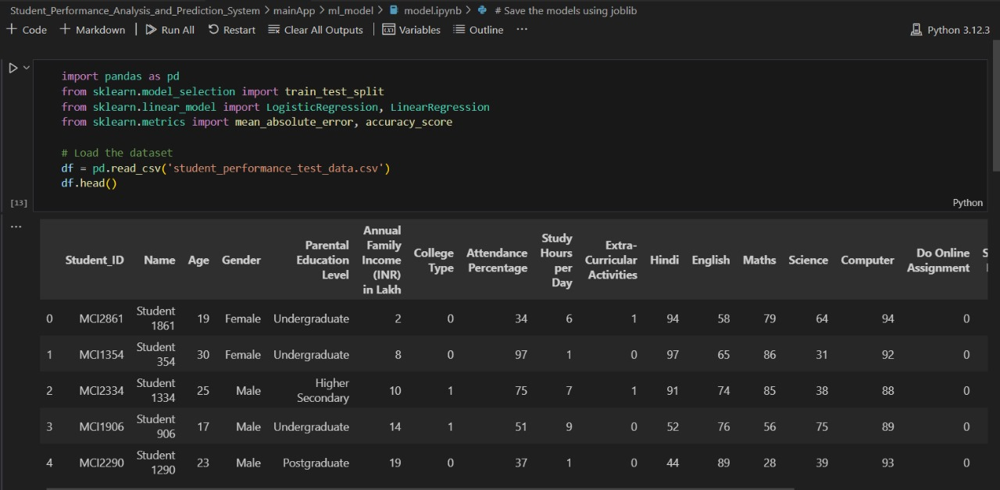 Student_Performance_Analysis_and_Prediction_System > mainApp > ml_model > model.ipynb > # Save the models using joblib
+ Code + Markdown | Run All Restart Clear All Outputs | Variables Outline ... Python 3.12.3
import pandas as pd
from sklearn.model_selection import train_test_split
from sklearn.linear_model import LogisticRegression, LinearRegression
from sklearn.metrics import mean_absolute_error, accuracy_score
# Load the dataset
df = pd.read_csv('student_performance_test_data.csv')
df.head()
[13] Python
...
Student_ID Name Age Gender Parental Education Level Annual Family Income (INR) in Lakh College Type Attendance Percentage Study Hours per Day Extra-Curricular Activities Hindi English Maths Science Computer Do Online Assignment
0 MCI2861 Student 1861 19 Female Undergraduate 2 0 34 6 1 94 58 79 64 94 0
1 MCI1354 Student 354 30 Female Undergraduate 8 0 97 1 0 97 65 86 31 92 0
2 MCI2334 Student 1334 25 Male Higher Secondary 10 1 75 7 1 91 74 85 38 88 0
3 MCI1906 Student 906 17 Male Undergraduate 14 1 51 9 0 52 76 56 75 89 0
4 MCI2290 Student 1290 23 Male Postgraduate 19 0 37 1 0 44 89 28 39 93 0